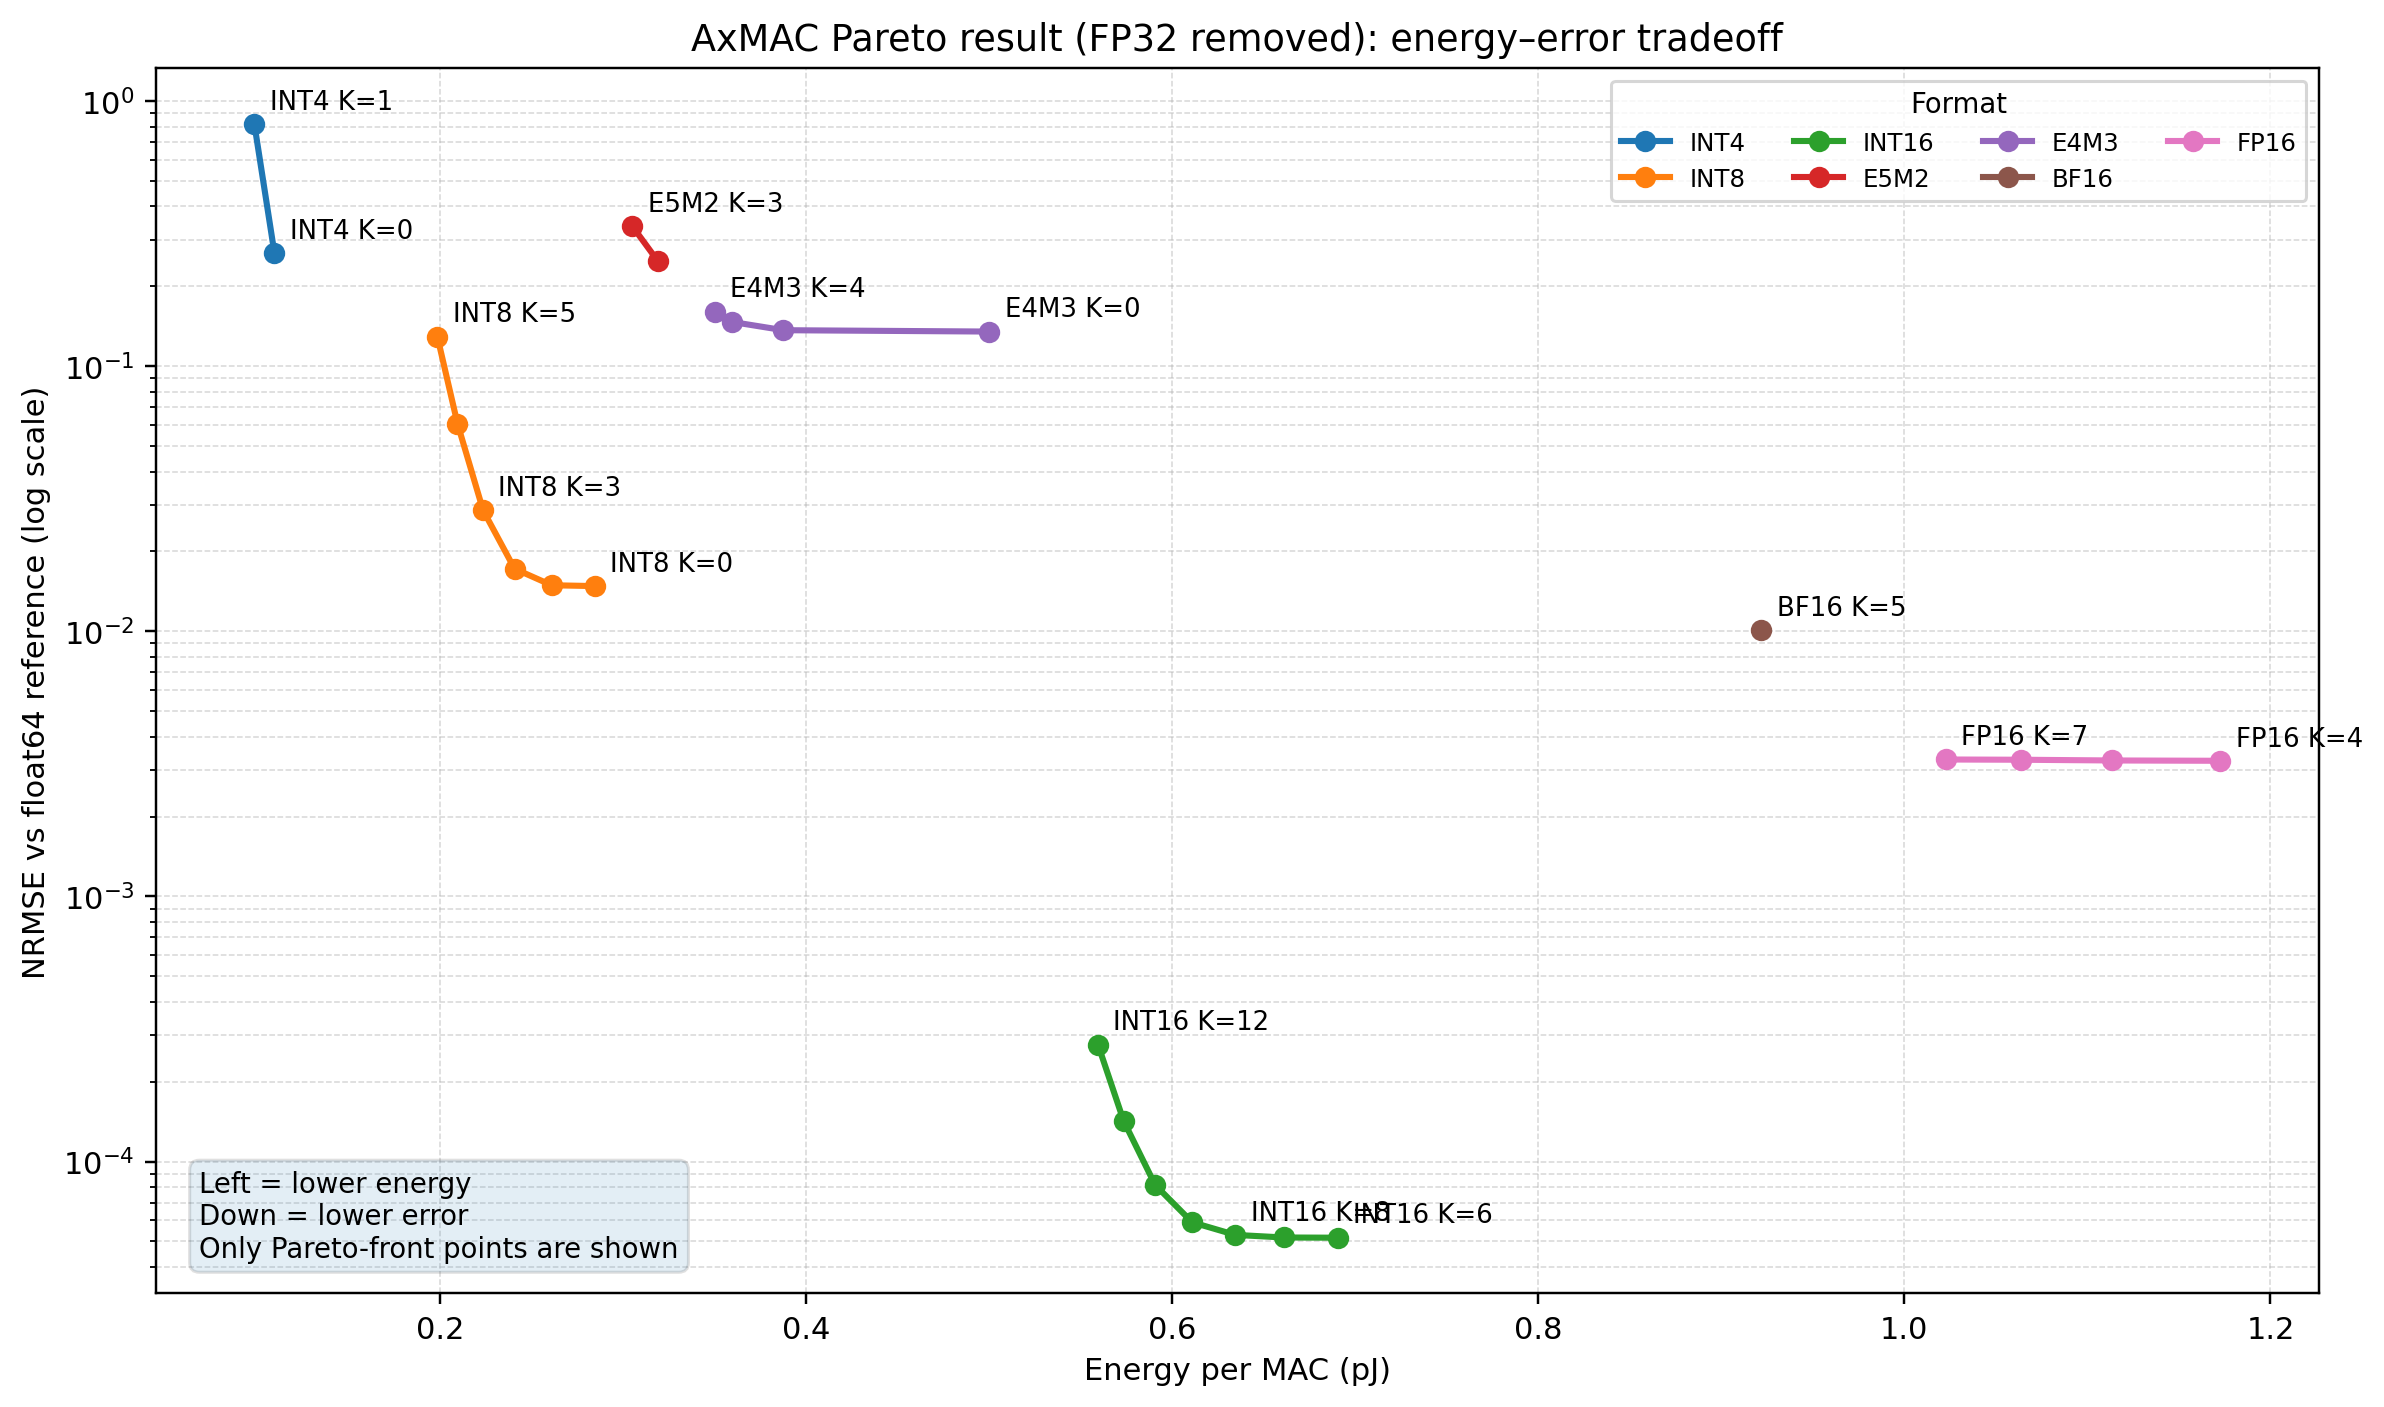 AxMAC Pareto result (FP32 removed): energy–error tradeoff
Format
INT4
INT16
E4M3
FP16
INT8
E5M2
BF16
10⁰
10⁻¹
10⁻²
10⁻³
10⁻⁴
NRMSE vs float64 reference (log scale)
INT4 K=1
INT4 K=0
E5M2 K=3
E4M3 K=4
E4M3 K=0
INT8 K=5
INT8 K=3
INT8 K=0
BF16 K=5
FP16 K=7
FP16 K=4
INT16 K=12
INT16 K=8
INT16 K=6
Left = lower energy
Down = lower error
Only Pareto-front points are shown
0.2
0.4
0.6
0.8
1.0
1.2
Energy per MAC (pJ)